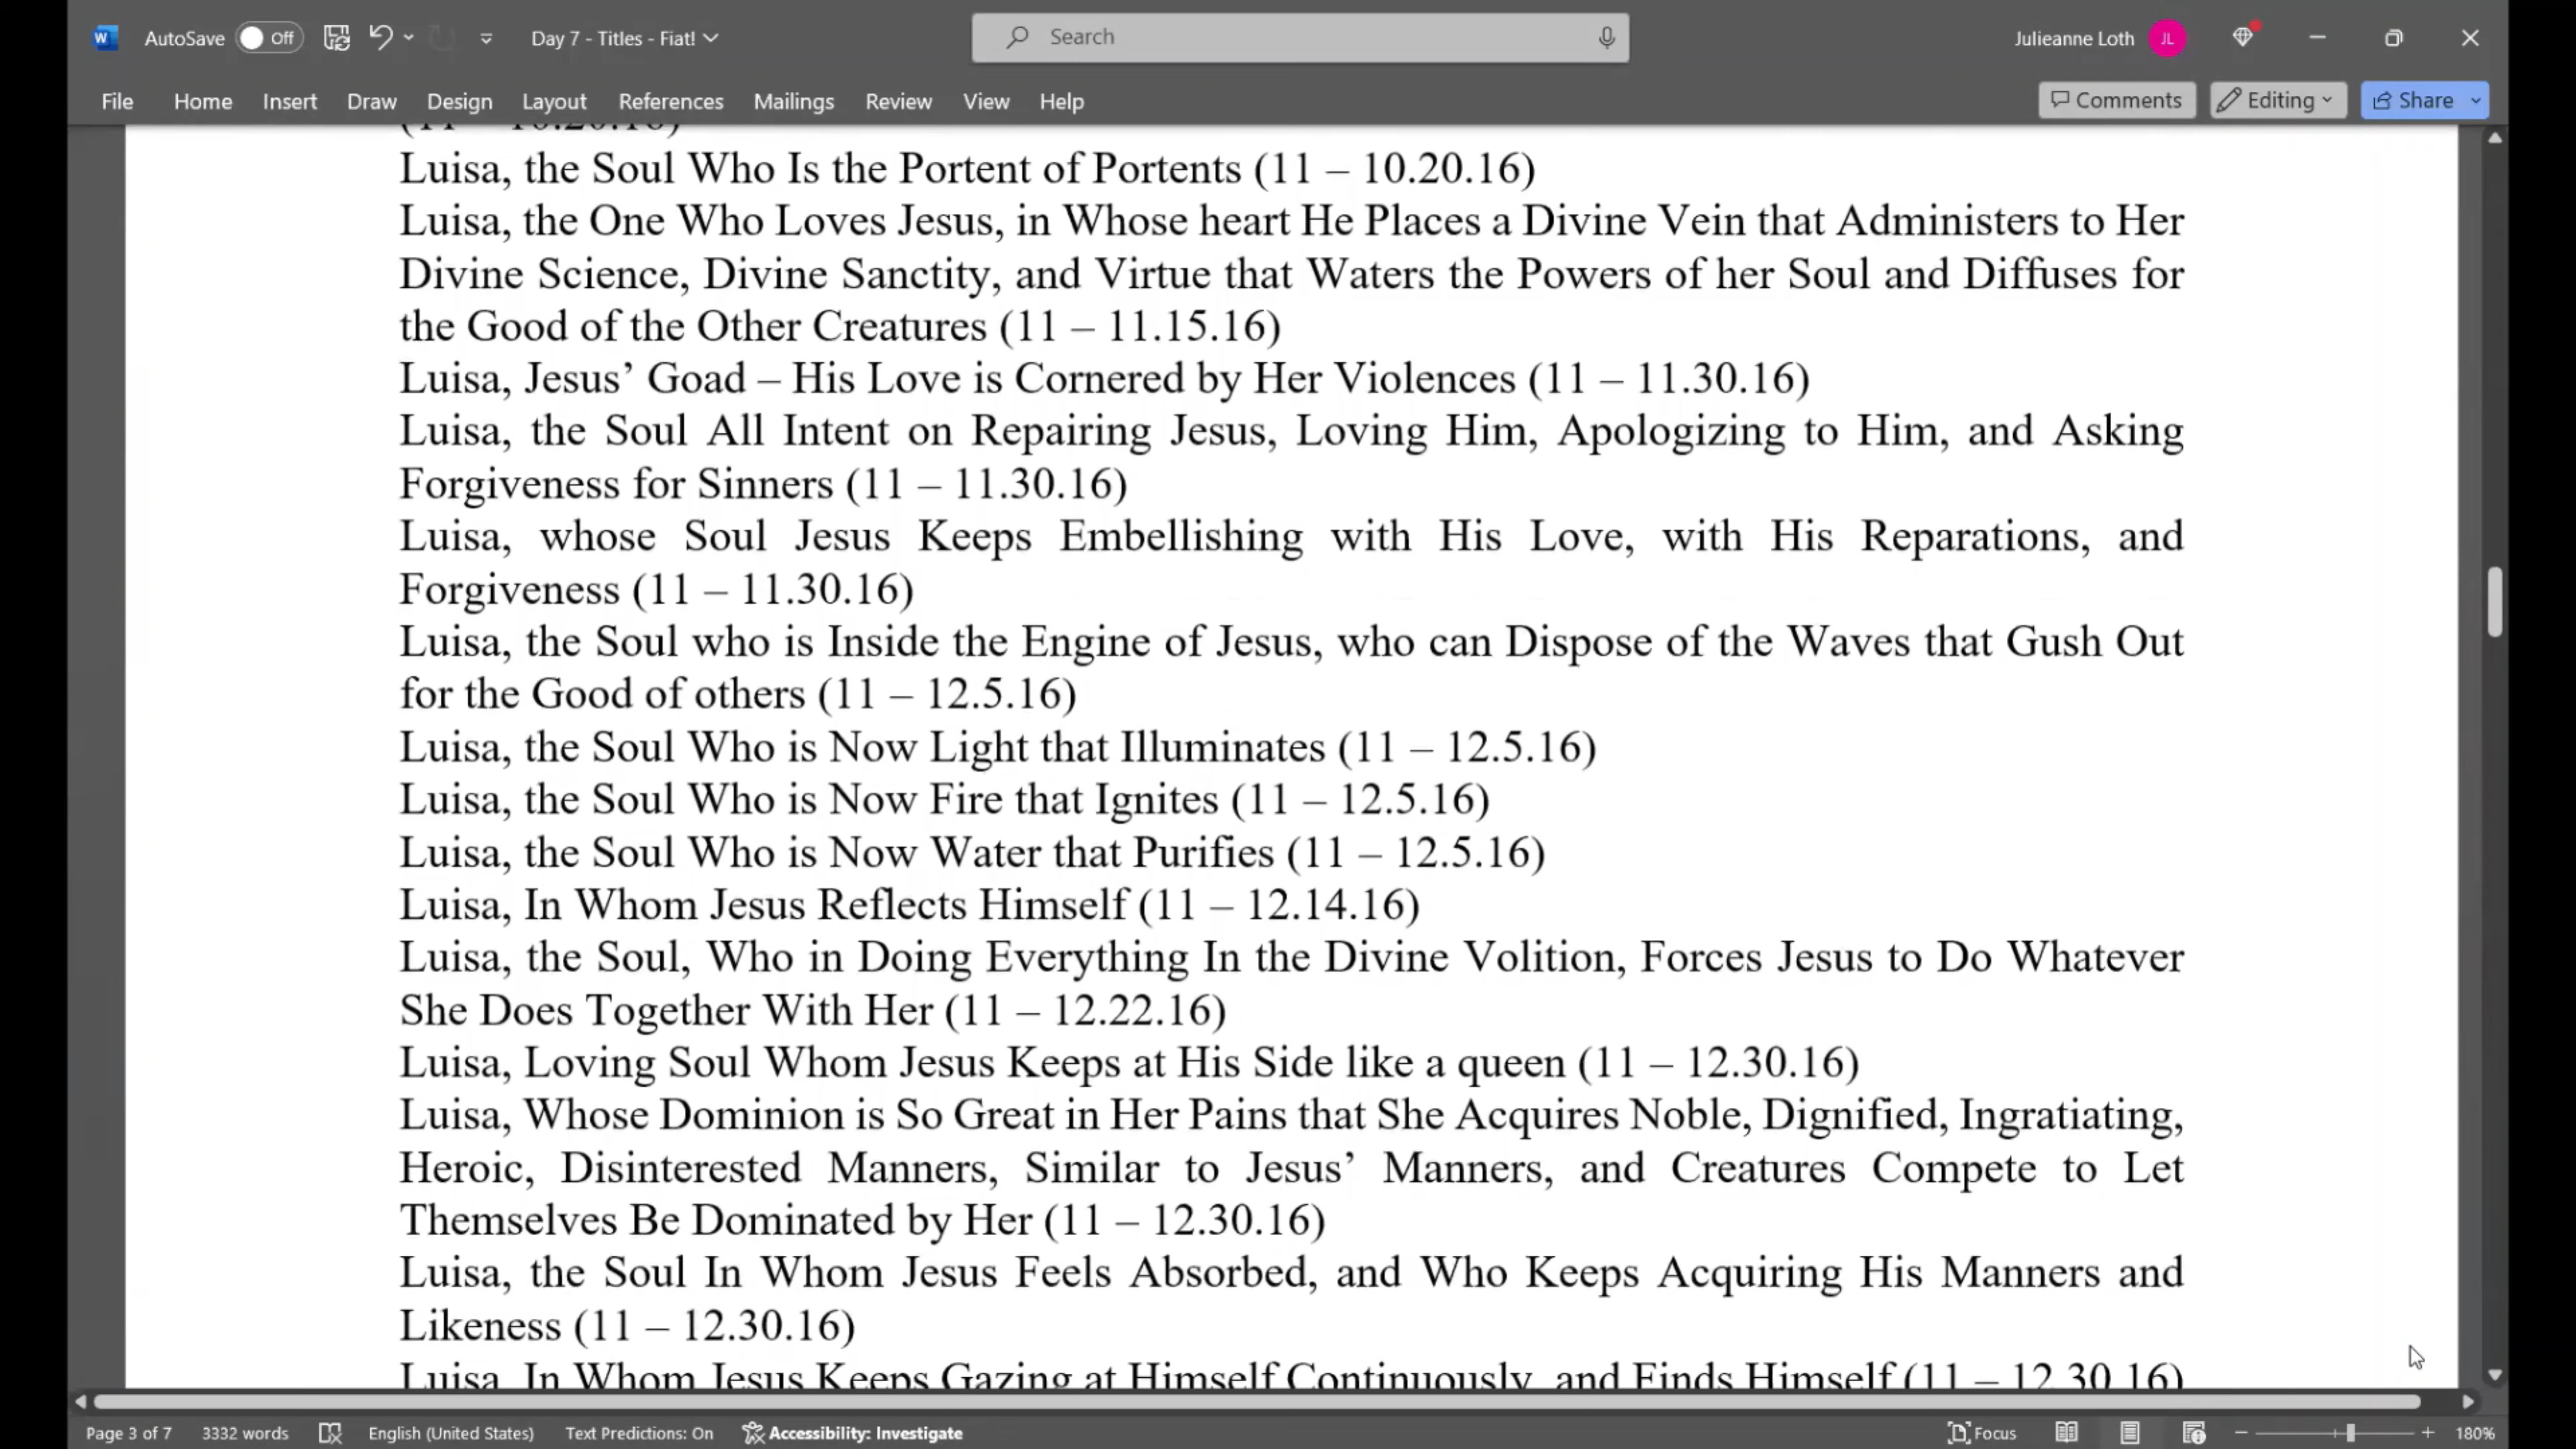 AutoSave Off Day 7 - Titles - Fiat! Search Julieanne Loth JL
File Home Insert Draw Design Layout References Mailings Review View Help Comments Editing Share
Luisa, the Soul Who Is the Portent of Portents (11 – 10.20.16)
Luisa, the One Who Loves Jesus, in Whose heart He Places a Divine Vein that Administers to Her
Divine Science, Divine Sanctity, and Virtue that Waters the Powers of her Soul and Diffuses for
the Good of the Other Creatures (11 – 11.15.16)
Luisa, Jesus’ Goad – His Love is Cornered by Her Violences (11 – 11.30.16)
Luisa, the Soul All Intent on Repairing Jesus, Loving Him, Apologizing to Him, and Asking
Forgiveness for Sinners (11 – 11.30.16)
Luisa, whose Soul Jesus Keeps Embellishing with His Love, with His Reparations, and
Forgiveness (11 – 11.30.16)
Luisa, the Soul who is Inside the Engine of Jesus, who can Dispose of the Waves that Gush Out
for the Good of others (11 – 12.5.16)
Luisa, the Soul Who is Now Light that Illuminates (11 – 12.5.16)
Luisa, the Soul Who is Now Fire that Ignites (11 – 12.5.16)
Luisa, the Soul Who is Now Water that Purifies (11 – 12.5.16)
Luisa, In Whom Jesus Reflects Himself (11 – 12.14.16)
Luisa, the Soul, Who in Doing Everything In the Divine Volition, Forces Jesus to Do Whatever
She Does Together With Her (11 – 12.22.16)
Luisa, Loving Soul Whom Jesus Keeps at His Side like a queen (11 – 12.30.16)
Luisa, Whose Dominion is So Great in Her Pains that She Acquires Noble, Dignified, Ingratiating,
Heroic, Disinterested Manners, Similar to Jesus’ Manners, and Creatures Compete to Let
Themselves Be Dominated by Her (11 – 12.30.16)
Luisa, the Soul In Whom Jesus Feels Absorbed, and Who Keeps Acquiring His Manners and
Likeness (11 – 12.30.16)
Luisa, In Whom Jesus Keeps Gazing at Himself Continuously, and Finds Himself (11 – 12.30.16)
Page 3 of 7 3332 words English (United States) Text Predictions: On Accessibility: Investigate Focus 180%